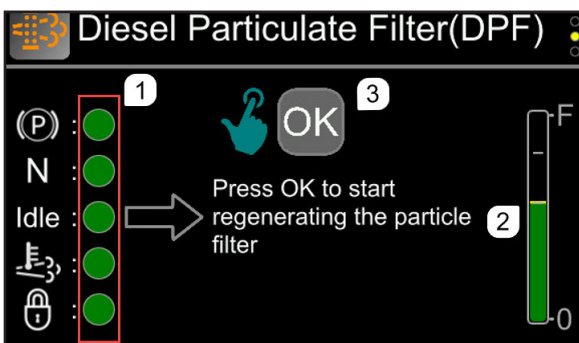 Diesel Particulate Filter(DPF)
1
(P) :
N :
Idle :
:
:
OK
3
Press OK to start
regenerating the particle
filter
2
F
0